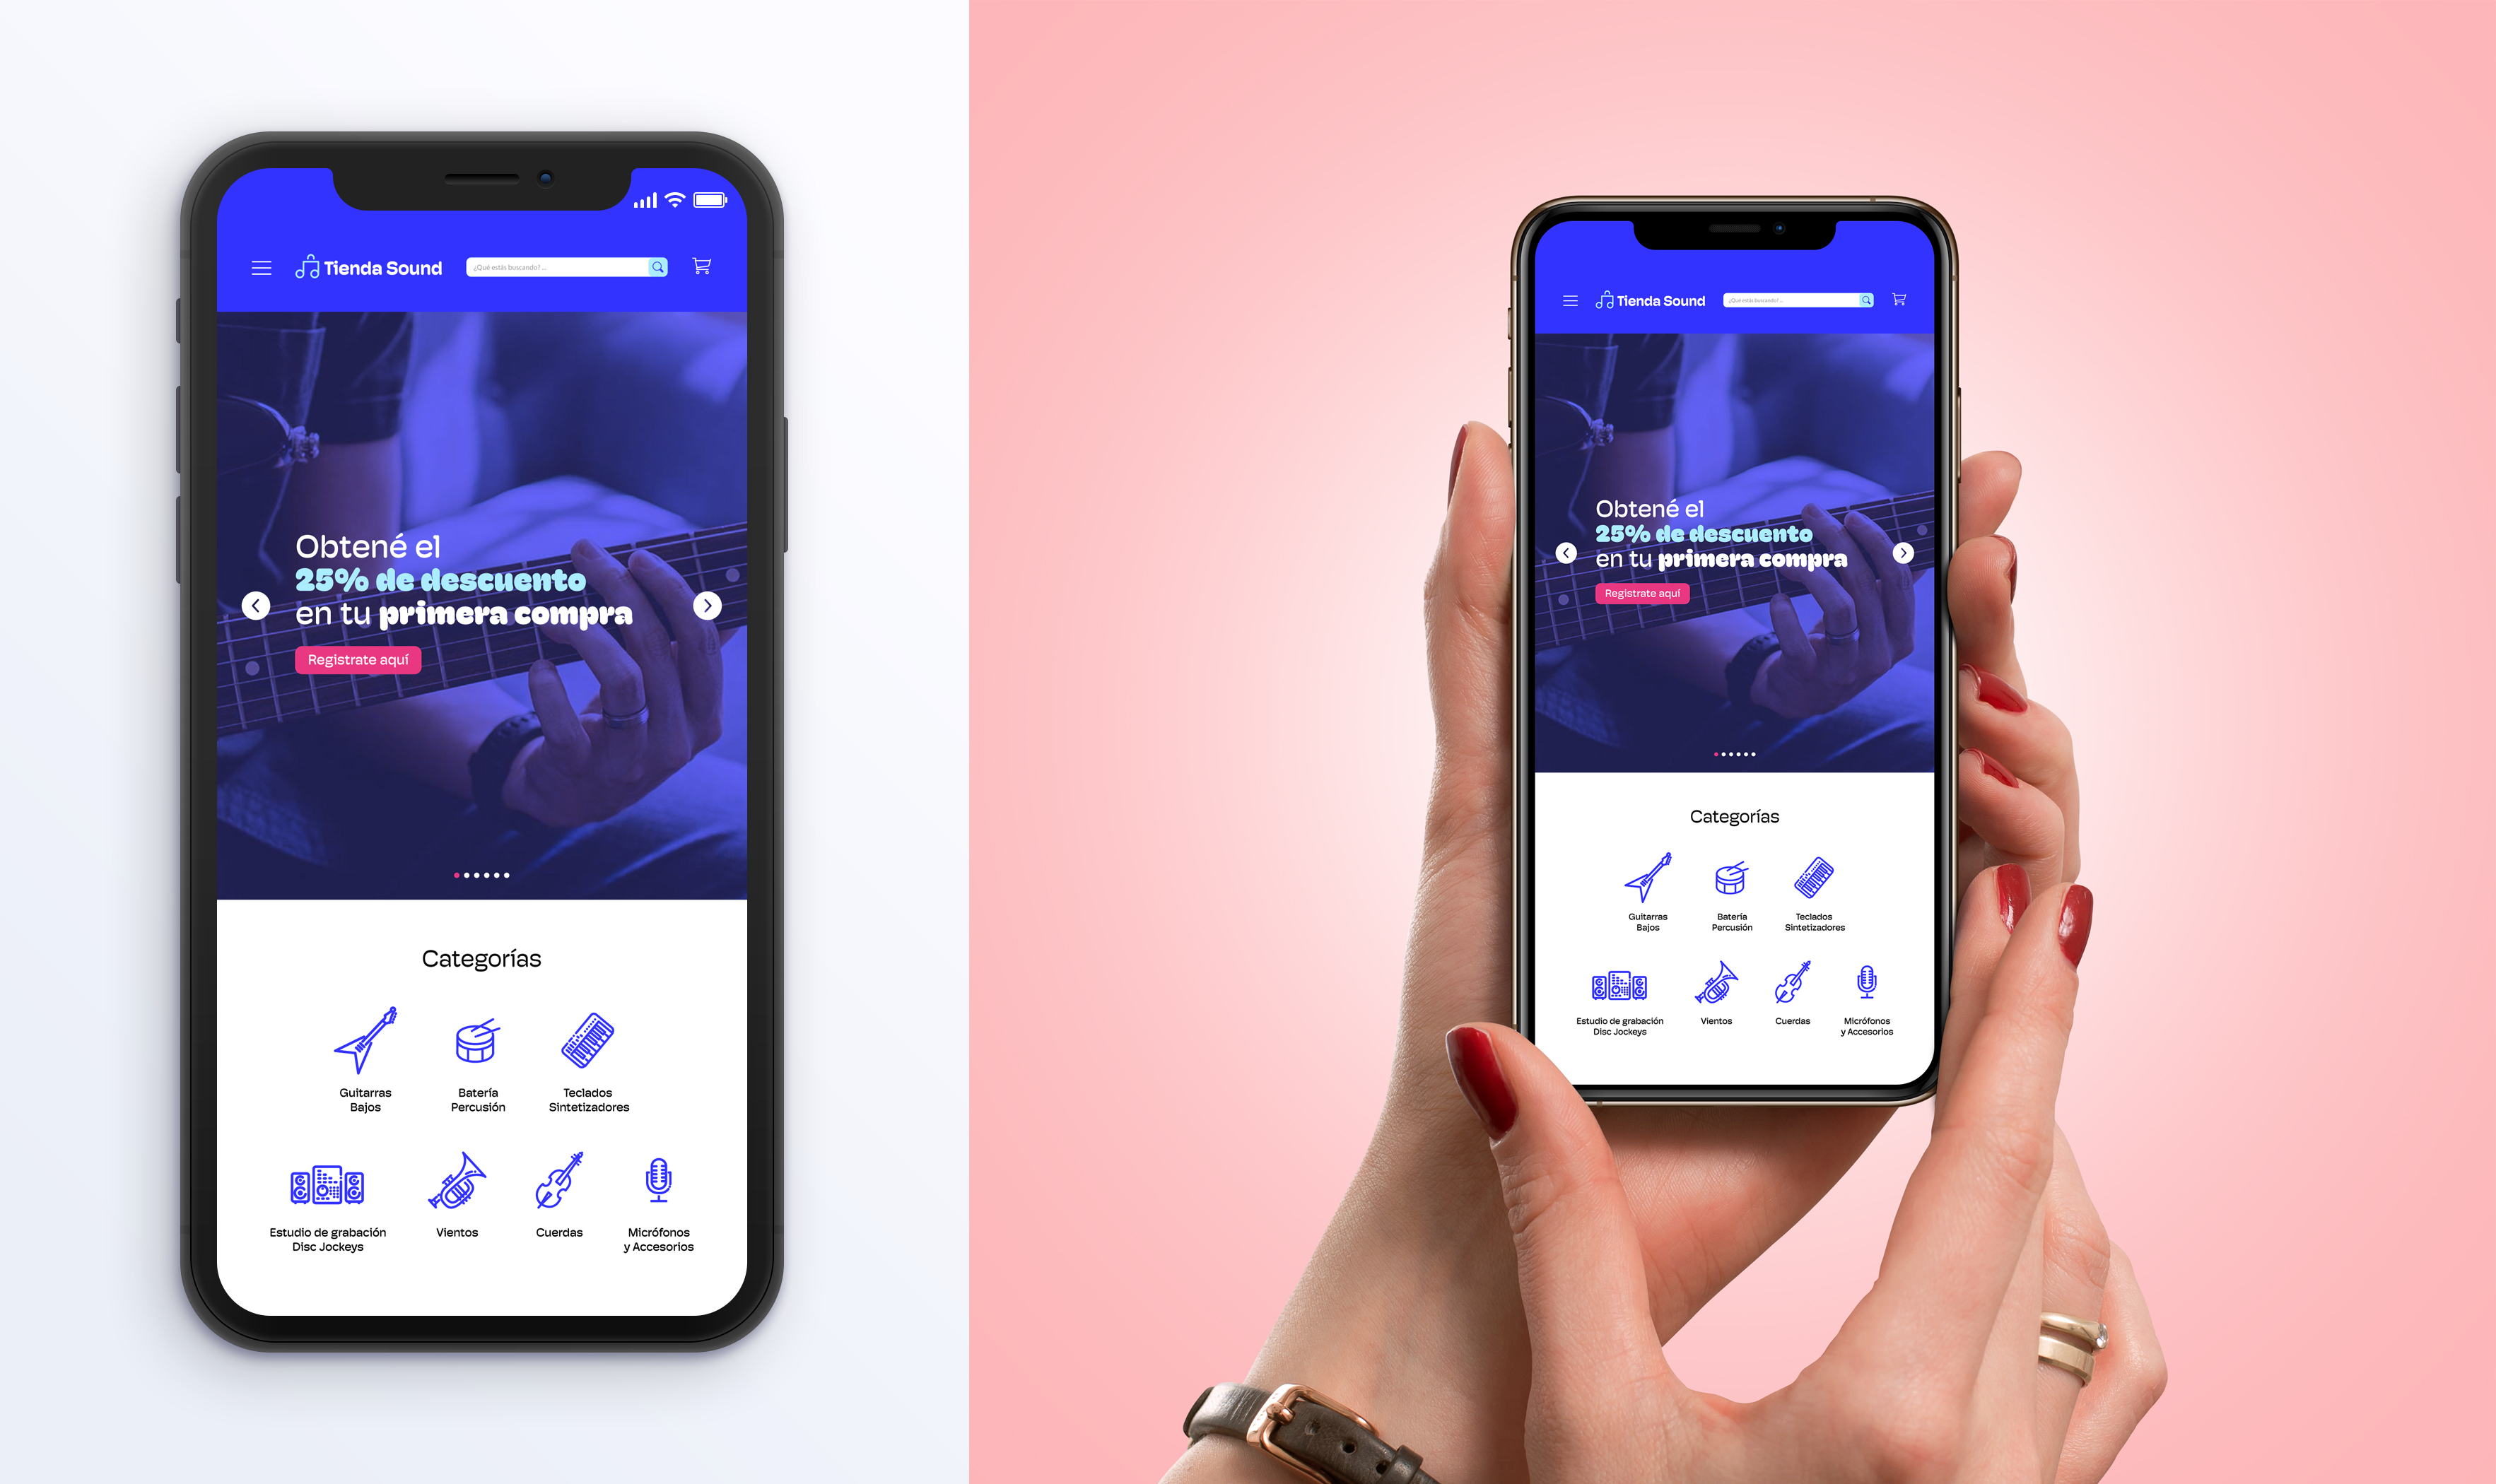 Tienda Sound
¿Qué estás buscando? ...
Obtené el
25% de descuento
en tu primera compra
Registrate aquí
Categorías
Guitarras
Bajos
Batería
Percusión
Teclados
Sintetizadores
Estudio de grabación
Disc Jockeys
Vientos
Cuerdas
Micrófonos
y Accesorios
Tienda Sound
¿Qué estás buscando? ...
Obtené el
25% de descuento
en tu primera compra
Registrate aquí
Categorías
Guitarras
Bajos
Batería
Percusión
Teclados
Sintetizadores
Estudio de grabación
Disc Jockeys
Vientos
Cuerdas
Micrófonos
y Accesorios